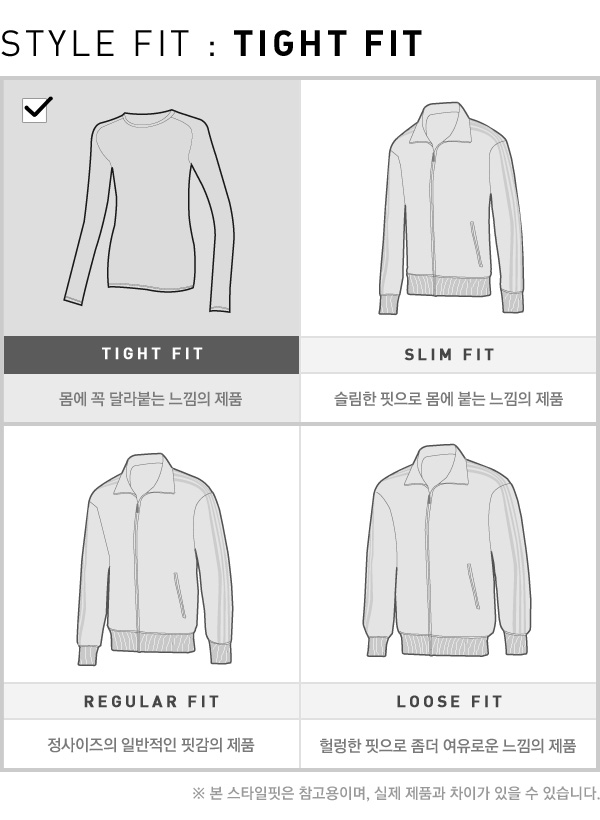 STYLE FIT : TIGHT FIT
TIGHT FIT
SLIM FIT
몸에 꼭 달라붙는 느낌의 제품
슬림한 핏으로 몸에 붙는 느낌의 제품
REGULAR FIT
LOOSE FIT
정사이즈의 일반적인 핏감의 제품
헐렁한 핏으로 좀더 여유로운 느낌의 제품
※ 본 스타일핏은 참고용이며, 실제 제품과 차이가 있을 수 있습니다.